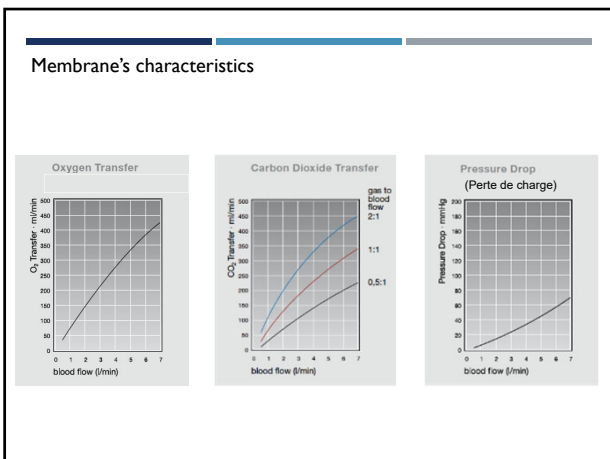 Membrane's characteristics
Oxygen Transfer
O2 Transfer - ml/min
500
450
400
350
300
250
200
150
100
50
0
0 1 2 3 4 5 6 7
blood flow (l/min)
Carbon Dioxide Transfer
gas to
blood
flow
2:1
1:1
0,5:1
CO2 Transfer - ml/min
500
450
400
350
300
250
200
150
100
50
0
0 1 2 3 4 5 6 7
blood flow (l/min)
Pressure Drop
(Perte de charge)
Pressure Drop - mmHg
200
180
160
140
120
100
80
60
40
20
0
0 1 2 3 4 5 6 7
blood flow (l/min)